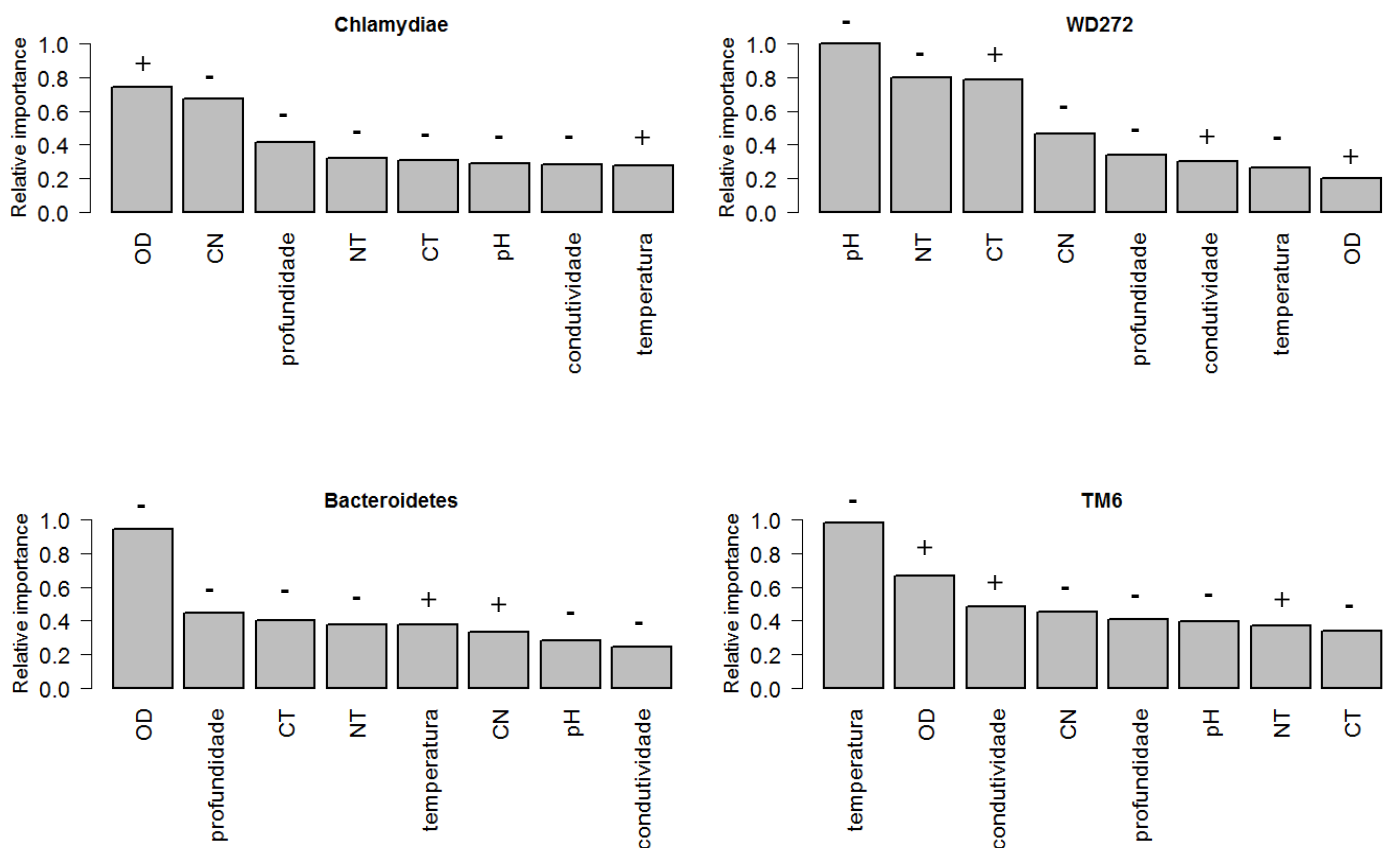 Chlamydiae
Relative importance
1.0
0.8
0.6
0.4
0.2
0.0
+ - - - - - - +
OD CN profundidade NT CT pH condutividade temperatura
WD272
Relative importance
1.0
0.8
0.6
0.4
0.2
0.0
- - + - - + - +
pH NT CT CN profundidade condutividade temperatura OD
Bacteroidetes
Relative importance
1.0
0.8
0.6
0.4
0.2
0.0
- - - - + + - -
OD profundidade CT NT temperatura CN pH condutividade
TM6
Relative importance
1.0
0.8
0.6
0.4
0.2
0.0
- + + - - - + -
temperatura OD condutividade CN profundidade pH NT CT